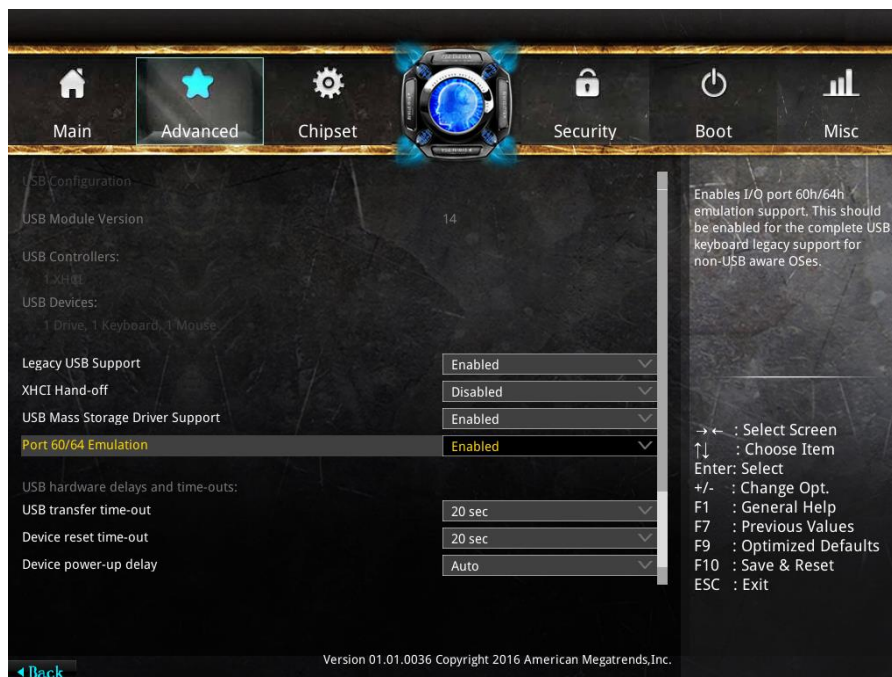 Main
Advanced
Chipset
Security
Boot
Misc
USB Configuration
USB Module Version 14
USB Controllers:
1 XHCI
USB Devices:
1 Drive, 1 Keyboard, 1 Mouse
Legacy USB Support Enabled
XHCI Hand-off Disabled
USB Mass Storage Driver Support Enabled
Port 60/64 Emulation Enabled
USB hardware delays and time-outs:
USB transfer time-out 20 sec
Device reset time-out 20 sec
Device power-up delay Auto
Enables I/O port 60h/64h
emulation support. This should
be enabled for the complete USB
keyboard legacy support for
non-USB aware OSes.
→← : Select Screen
↑↓ : Choose Item
Enter: Select
+/- : Change Opt.
F1 : General Help
F7 : Previous Values
F9 : Optimized Defaults
F10 : Save & Reset
ESC : Exit
Version 01.01.0036 Copyright 2016 American Megatrends,Inc.
Back